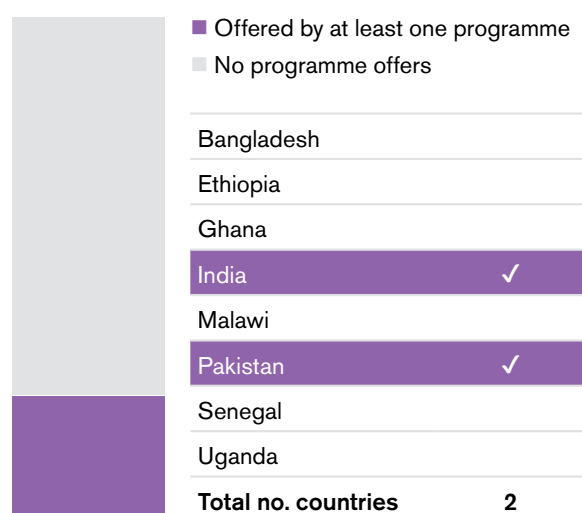 Offered by at least one programme
No programme offers
Bangladesh
Ethiopia
Ghana
India ✓
Malawi
Pakistan ✓
Senegal
Uganda
Total no. countries 2